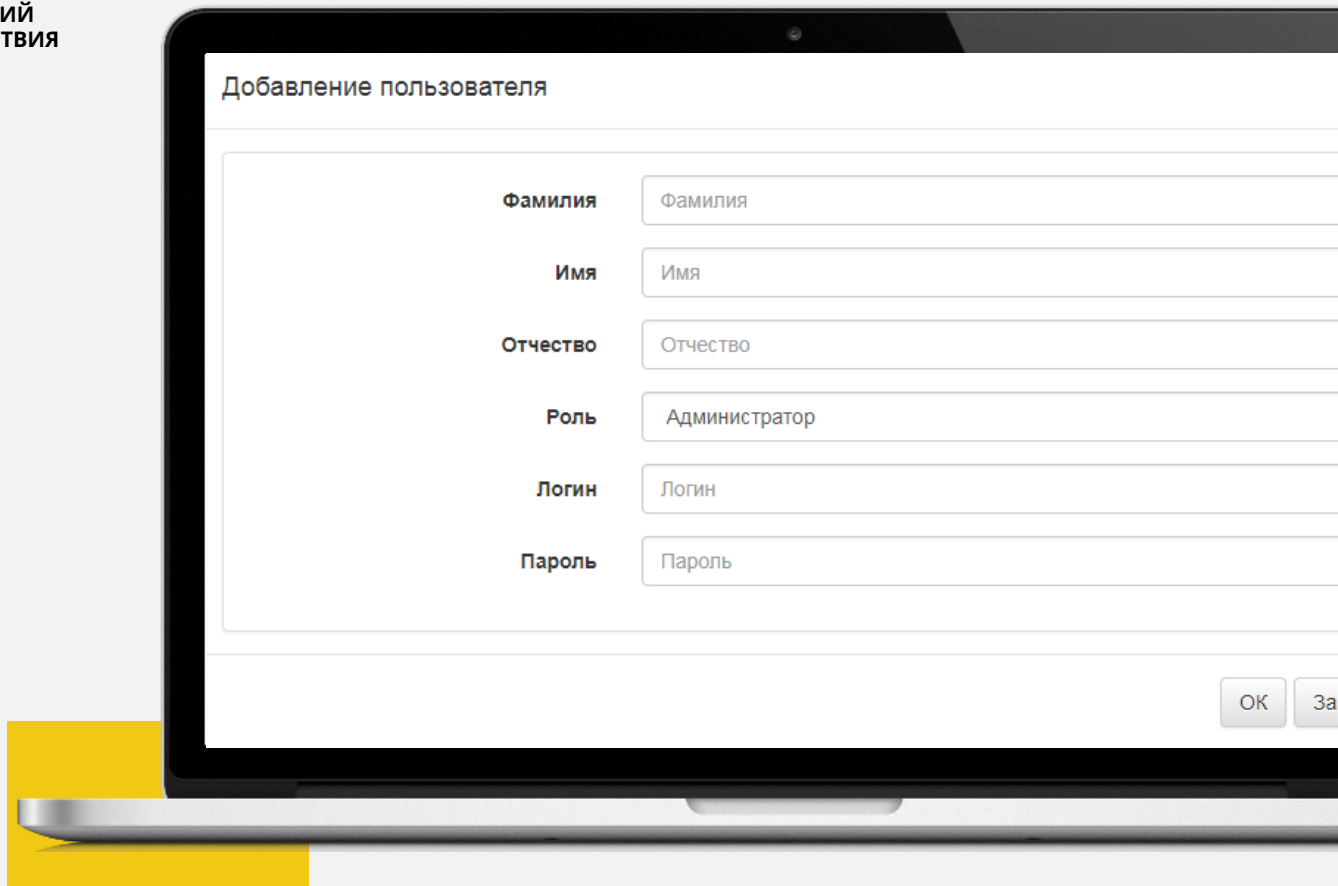 ИЙ
ТВИЯ
Добавление пользователя
Фамилия Фамилия
Имя Имя
Отчество Отчество
Роль Администратор
Логин Логин
Пароль Пароль
ОК За